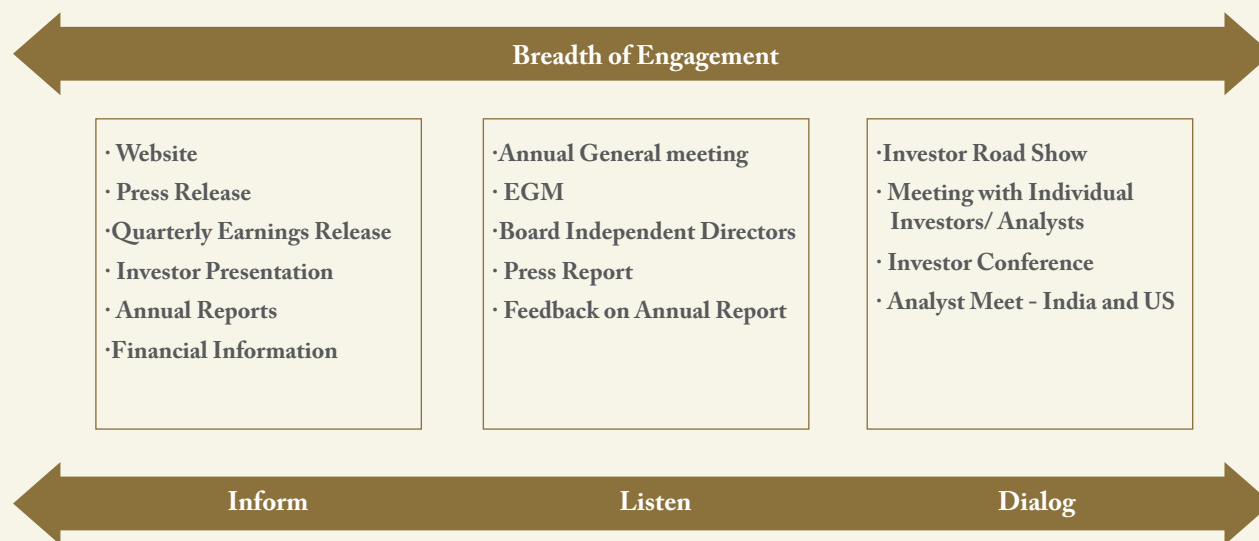 Breadth of Engagement
· Website
· Press Release
·Quarterly Earnings Release
· Investor Presentation
· Annual Reports
·Financial Information
·Annual General meeting
· EGM
·Board Independent Directors
· Press Report
· Feedback on Annual Report
·Investor Road Show
· Meeting with Individual
Investors/ Analysts
· Investor Conference
· Analyst Meet - India and US
Inform
Listen
Dialog